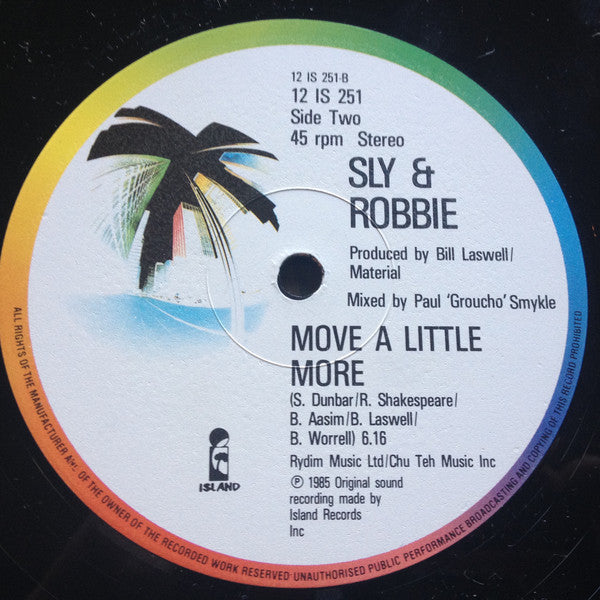 12 IS 251-B
12 IS 251
Side Two
45 rpm Stereo
SLY &
ROBBIE
Produced by Bill Laswell/
Material
Mixed by Paul 'Groucho' Smykle
MOVE A LITTLE
MORE
(S. Dunbar/R. Shakespeare/
B. Aasim/B. Laswell/
B. Worrell) 6.16
Rydim Music Ltd/Chu Teh Music Inc
℗ 1985 Original sound
recording made by
Island Records
Inc
ISLAND
ALL RIGHTS OF THE MANUFACTURER AND OF THE OWNER OF THE RECORDED WORK RESERVED UNAUTHORISED PUBLIC PERFORMANCE BROADCASTING AND COPYING OF THIS RECORD PROHIBITED